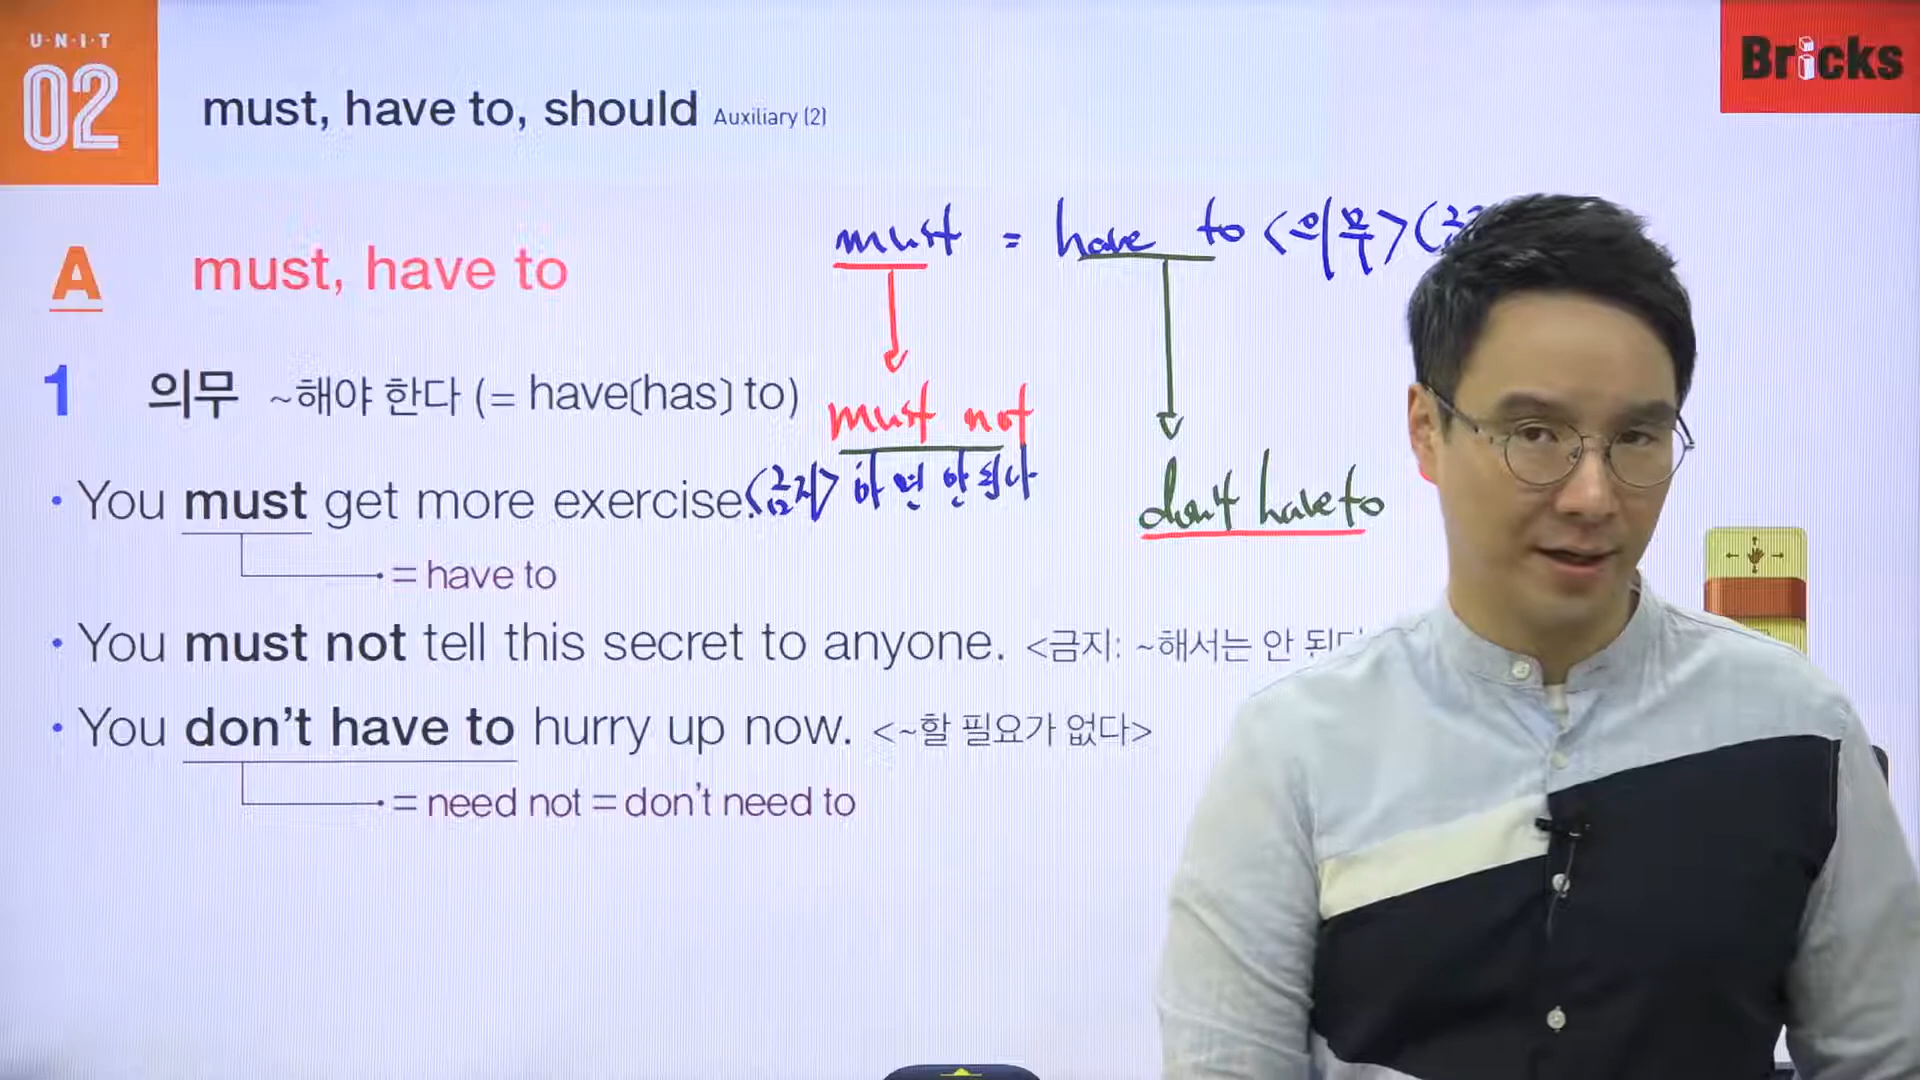 U·N·I·T
02
must, have to, should Auxiliary (2)
Bricks
A must, have to
must = have to <의무>
1 의무 ~해야 한다 (= have(has) to)
must not
<금지> 하면 안 되다
don't have to
· You must get more exercise.
= have to
· You must not tell this secret to anyone. <금지: ~해서는 안 된다
· You don't have to hurry up now. <~할 필요가 없다>
= need not = don't need to